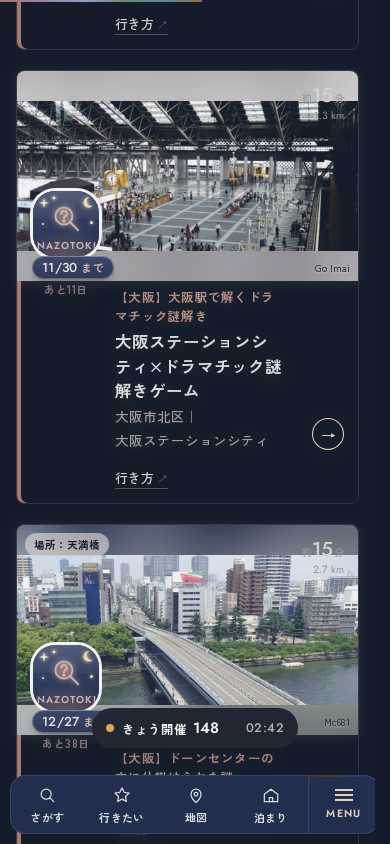 行き方 ↗
約15分
3 km
NAZOTOKI
11/30 まで
Go Imai
あと11日
【大阪】大阪駅で解くドラ
マチック謎解き
大阪ステーションシ
ティ×ドラマチック謎
解きゲーム
大阪市北区｜
大阪ステーションシティ
→
行き方 ↗
場所：天満橋
約15分
2.7 km
NAZOTOKI
12/27 ま
Mc681
きょう開催 148 02:42
あと38日
【大阪】ドーンセンターの
さがす
行きたい
地図
泊まり
MENU